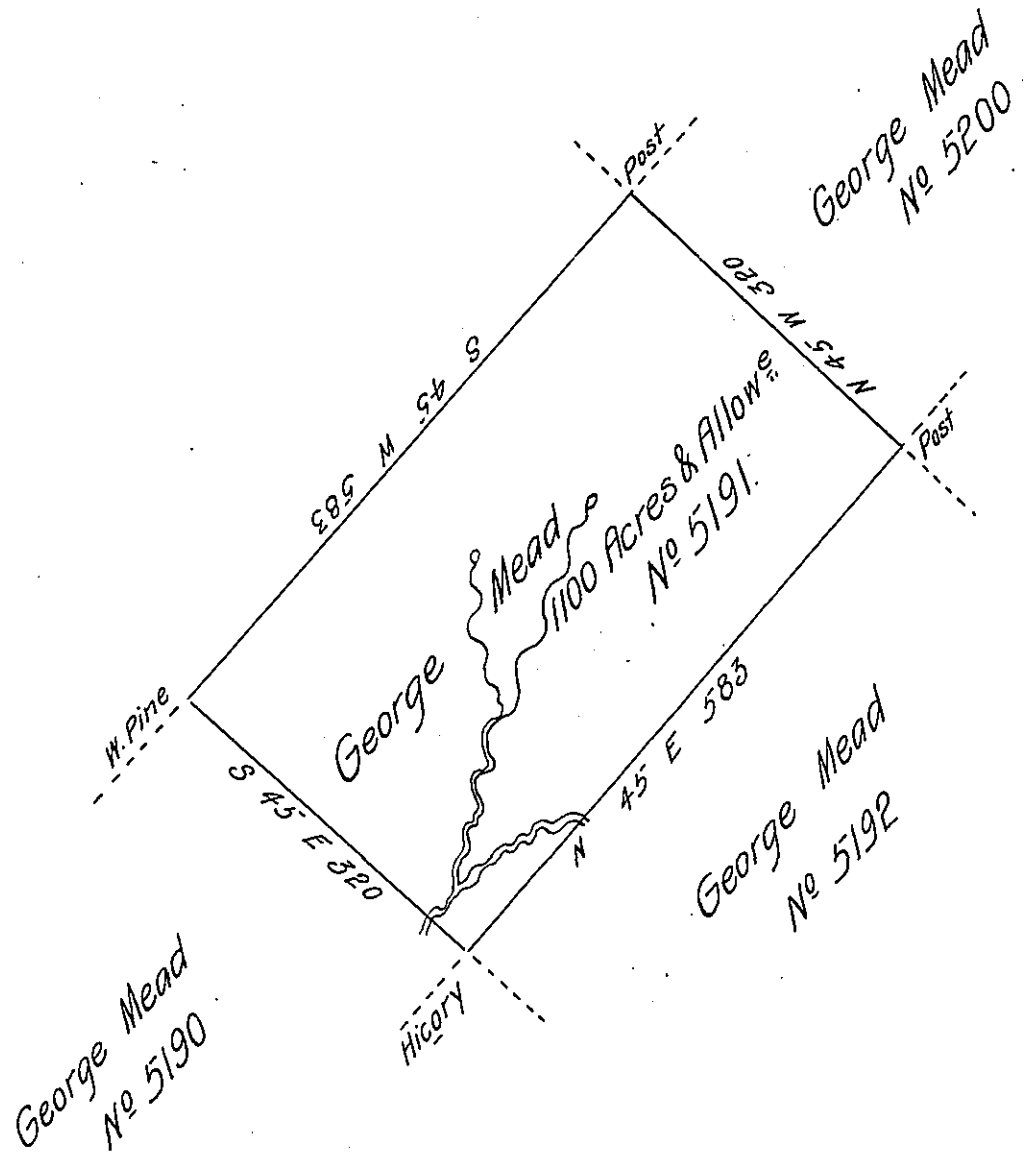 George Mead
Nº 5200
Post
N 45 W 320
Post
S 45 W 583
George Mead
1100 Acres & Allowᵉ
Nº 5191.
W. Pine
S 45 E 320
N 45 E 583
George Mead
Nº 5192
Hicory
George Mead
Nº 5190